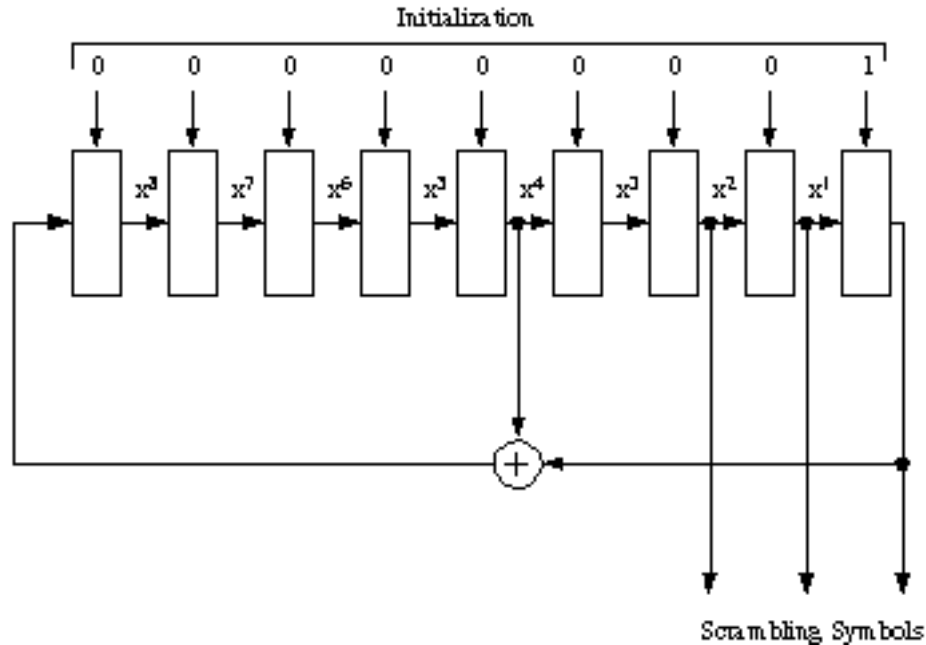 Initialization
0 0 0 0 0 0 0 0 1
x⁸ x⁷ x⁶ x⁵ x⁴ x³ x² x¹
+
Scrambling Symbols